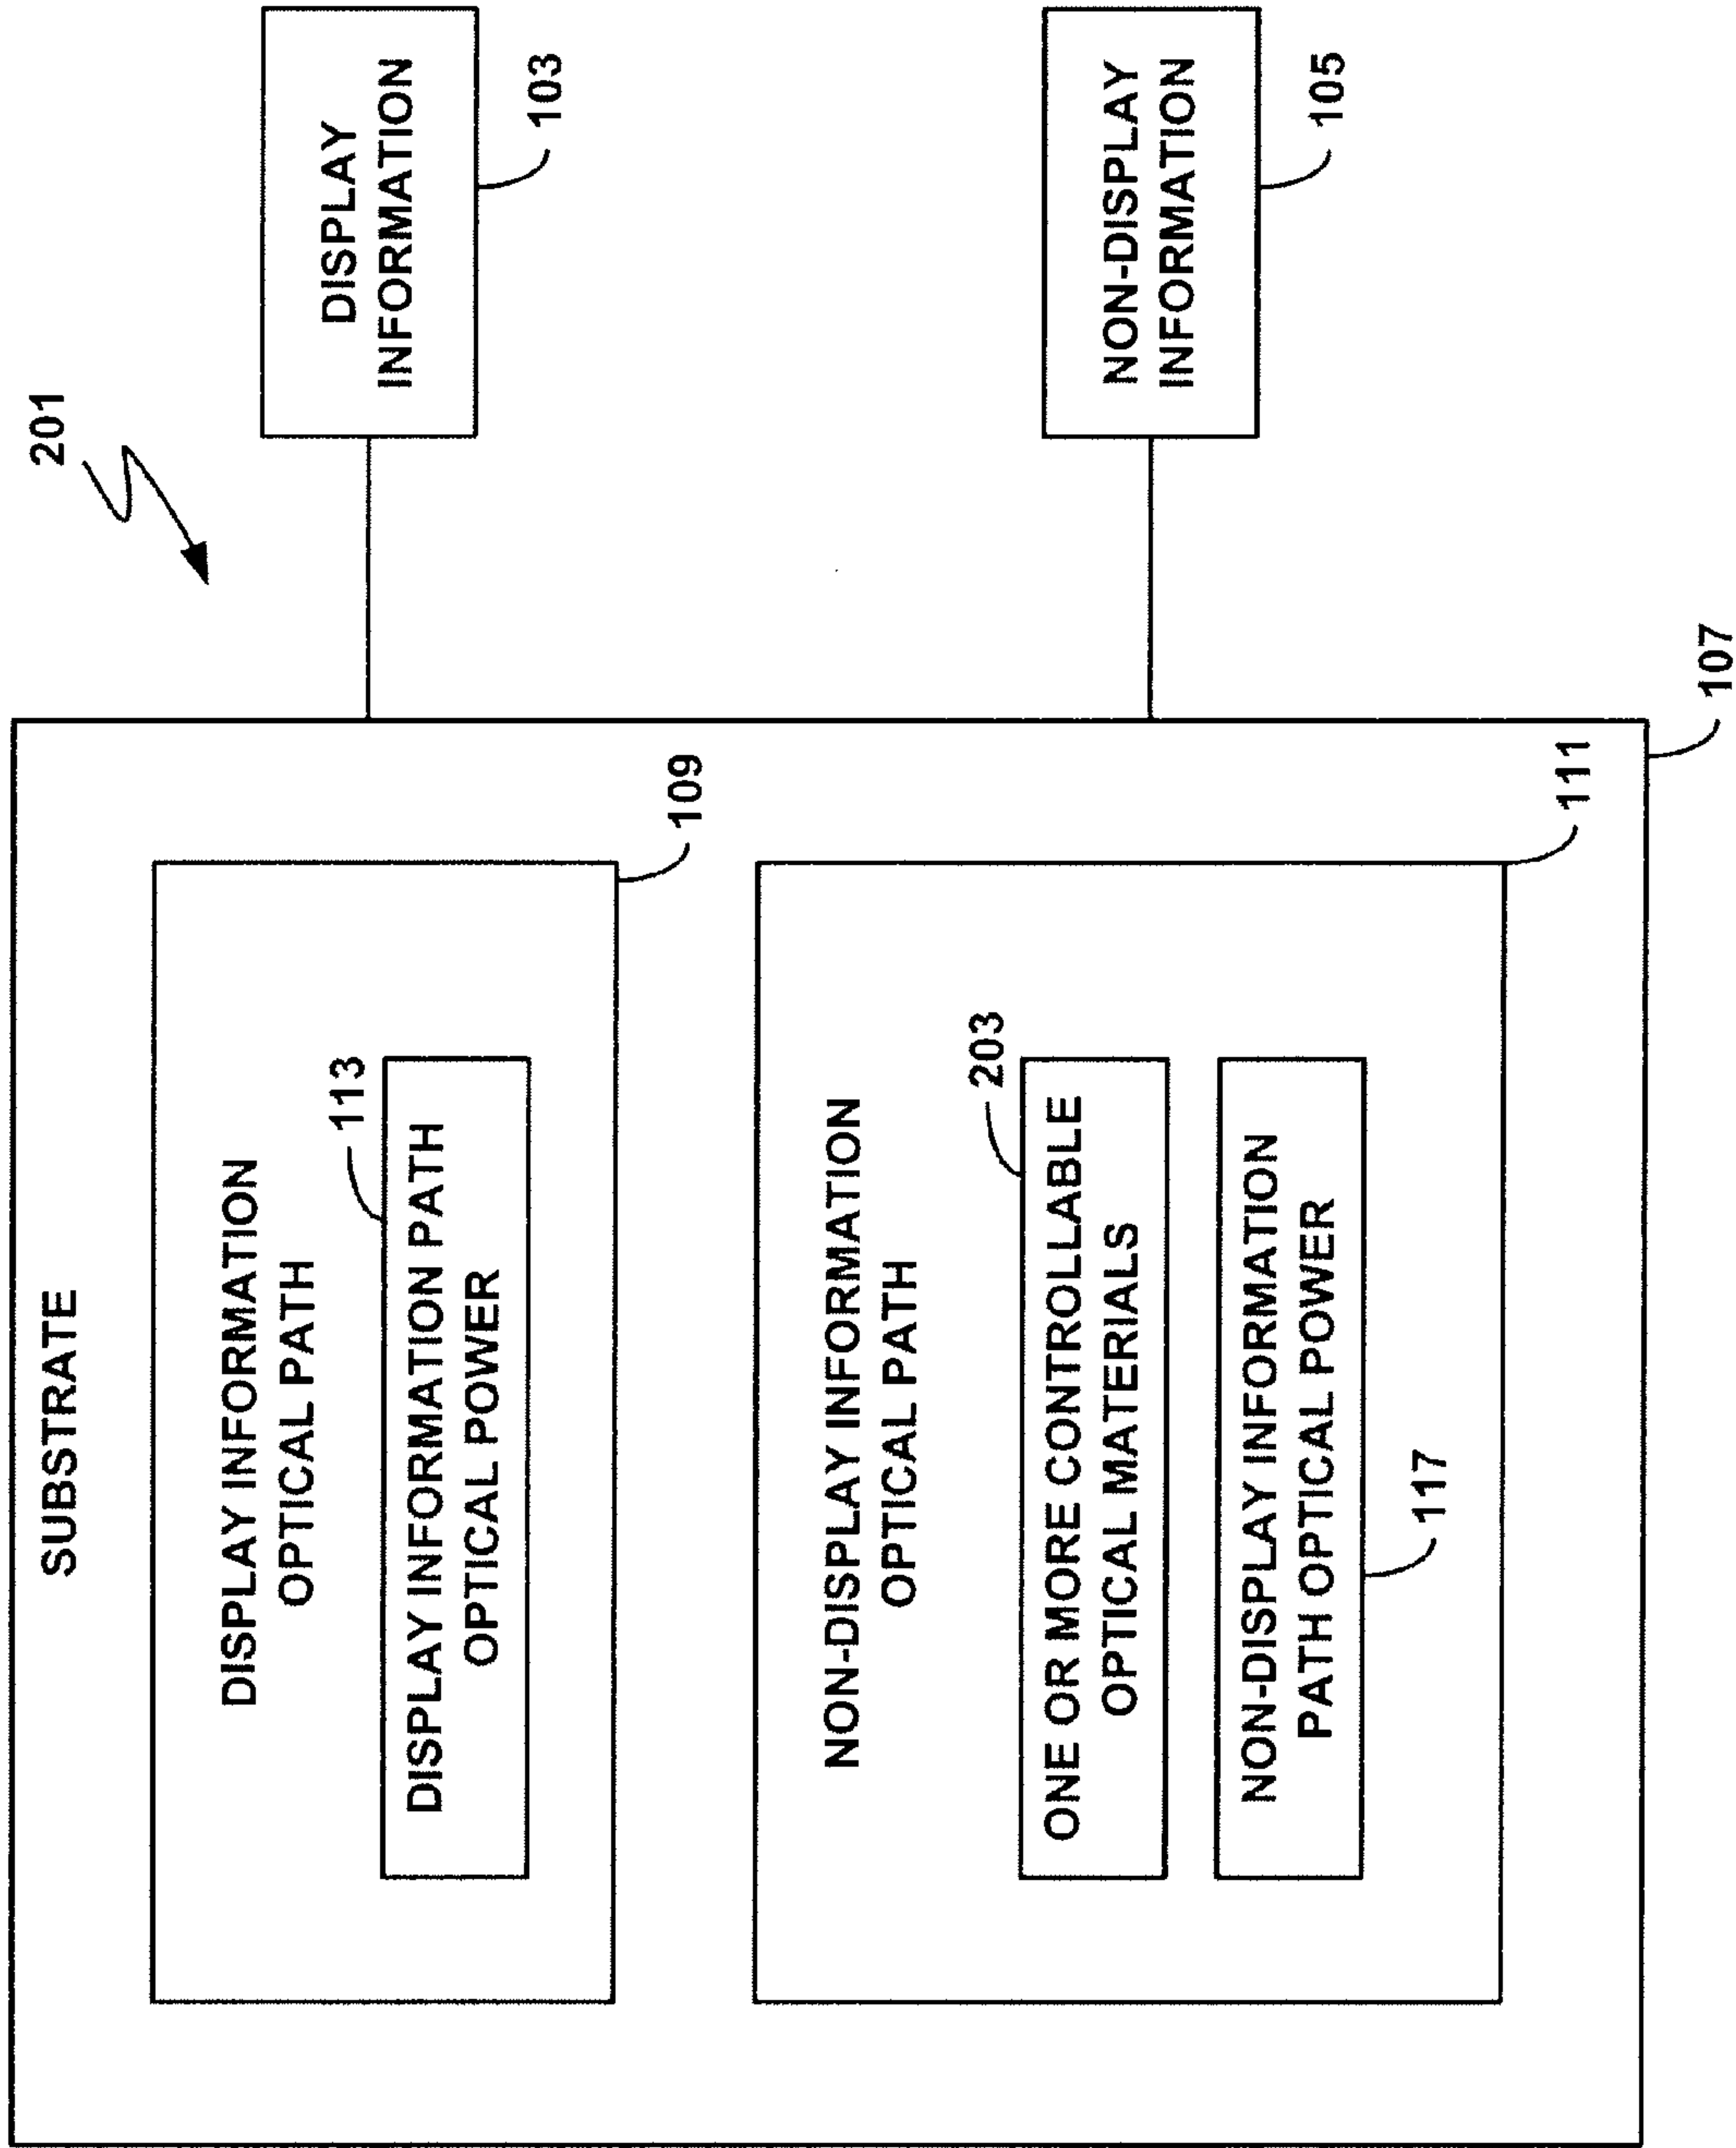 201
SUBSTRATE
DISPLAY INFORMATION
OPTICAL PATH
113
DISPLAY INFORMATION PATH
OPTICAL POWER
109
DISPLAY
INFORMATION
103
NON-DISPLAY INFORMATION
OPTICAL PATH
203
ONE OR MORE CONTROLLABLE
OPTICAL MATERIALS
NON-DISPLAY INFORMATION
PATH OPTICAL POWER
117
111
107
NON-DISPLAY
INFORMATION
105